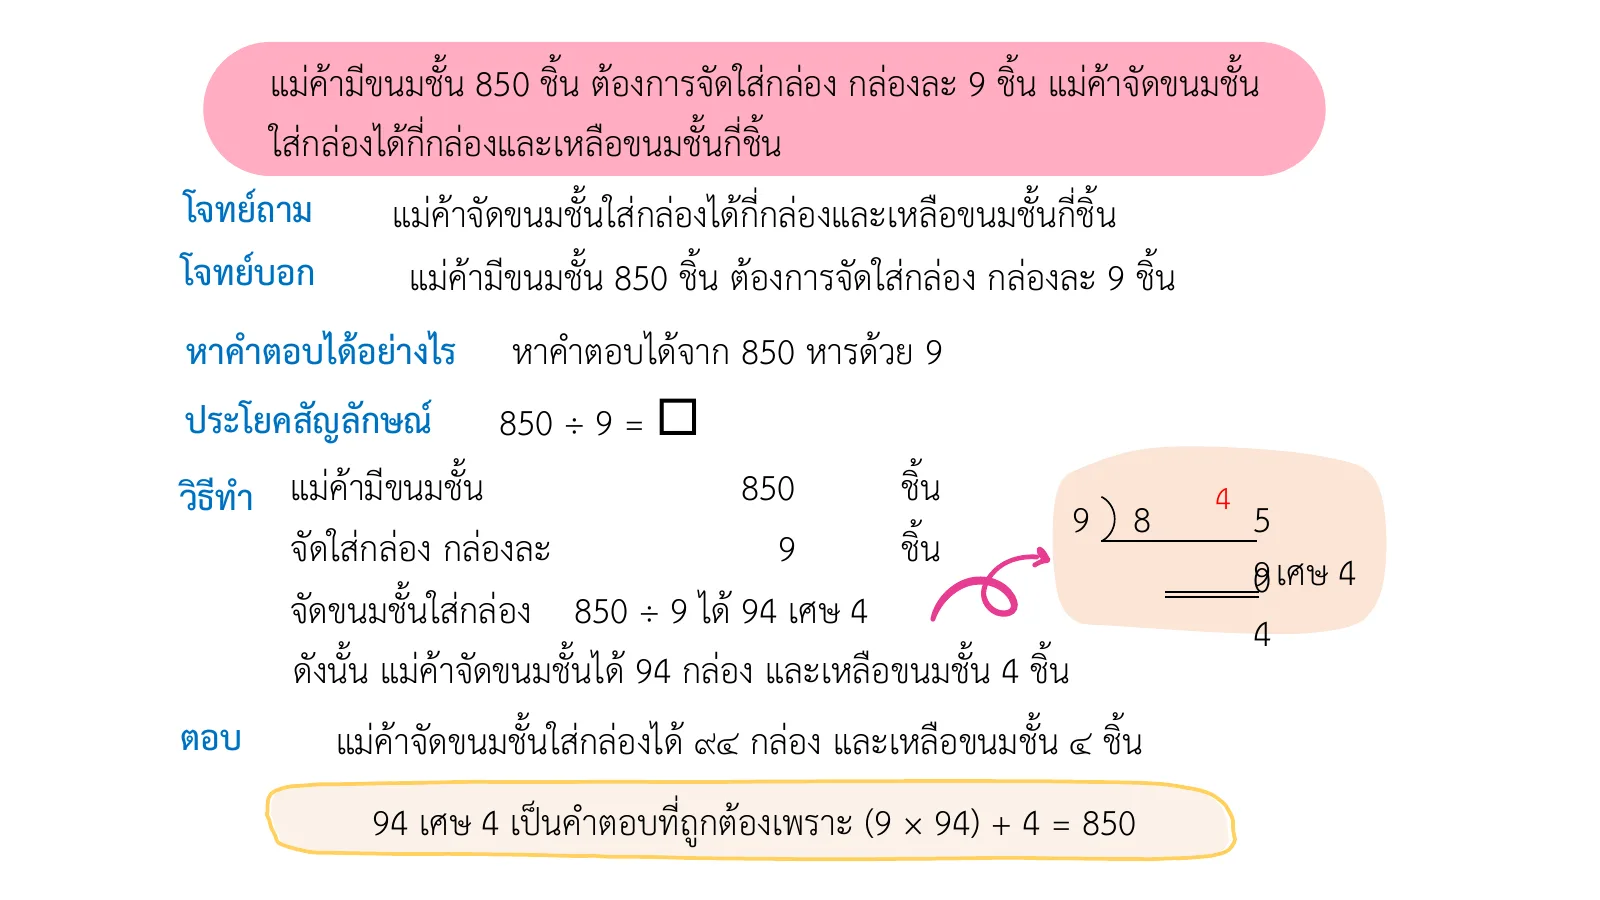 แม่ค้ามีขนมชั้น 850 ชิ้น ต้องการจัดใส่กล่อง กล่องละ 9 ชิ้น แม่ค้าจัดขนมชั้น
ใส่กล่องได้กี่กล่องและเหลือขนมชั้นกี่ชิ้น
โจทย์ถาม แม่ค้าจัดขนมชั้นใส่กล่องได้กี่กล่องและเหลือขนมชั้นกี่ชิ้น
โจทย์บอก แม่ค้ามีขนมชั้น 850 ชิ้น ต้องการจัดใส่กล่อง กล่องละ 9 ชิ้น
หาคำตอบได้อย่างไร หาคำตอบได้จาก 850 หารด้วย 9
ประโยคสัญลักษณ์ 850 ÷ 9 = □
วิธีทำ แม่ค้ามีขนมชั้น 850 ชิ้น
จัดใส่กล่อง กล่องละ 9 ชิ้น
จัดขนมชั้นใส่กล่อง 850 ÷ 9 ได้ 94 เศษ 4
ดังนั้น แม่ค้าจัดขนมชั้นได้ 94 กล่อง และเหลือขนมชั้น 4 ชิ้น
4
9 ) 8 5
เศษ 4
4
ตอบ แม่ค้าจัดขนมชั้นใส่กล่องได้ ๙๔ กล่อง และเหลือขนมชั้น ๔ ชิ้น
94 เศษ 4 เป็นคำตอบที่ถูกต้องเพราะ (9 × 94) + 4 = 850